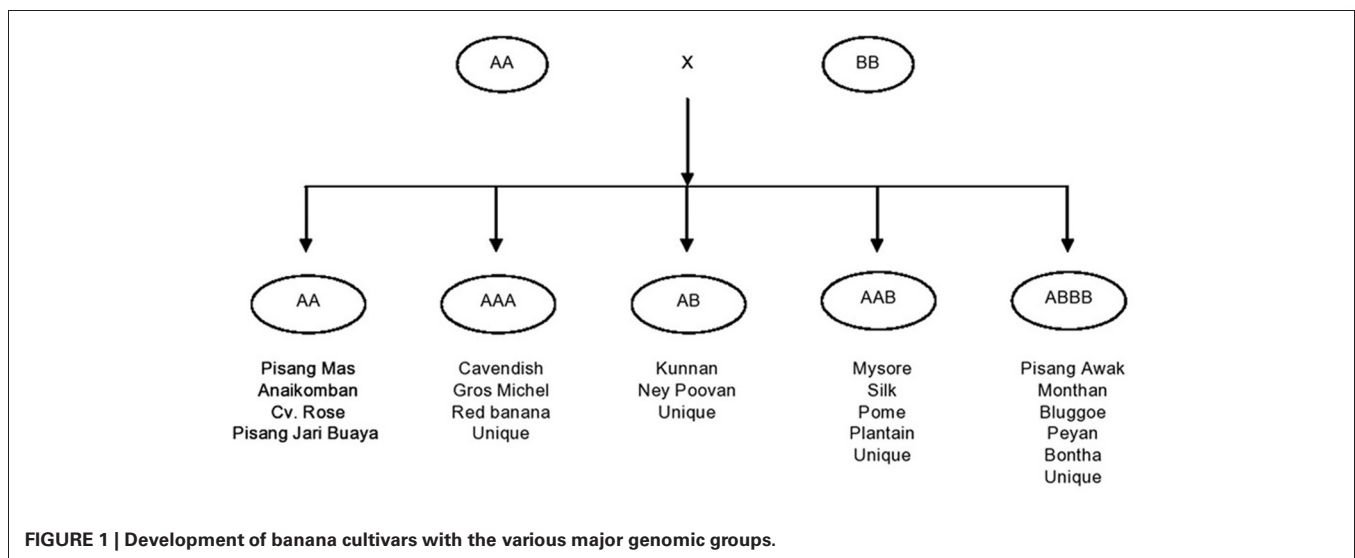 AA X BB
AA AAA AB AAB ABBB
Pisang Mas
Anaikomban
Cv. Rose
Pisang Jari Buaya
Cavendish
Gros Michel
Red banana
Unique
Kunnan
Ney Poovan
Unique
Mysore
Silk
Pome
Plantain
Unique
Pisang Awak
Monthan
Bluggoe
Peyan
Bontha
Unique
FIGURE 1 | Development of banana cultivars with the various major genomic groups.